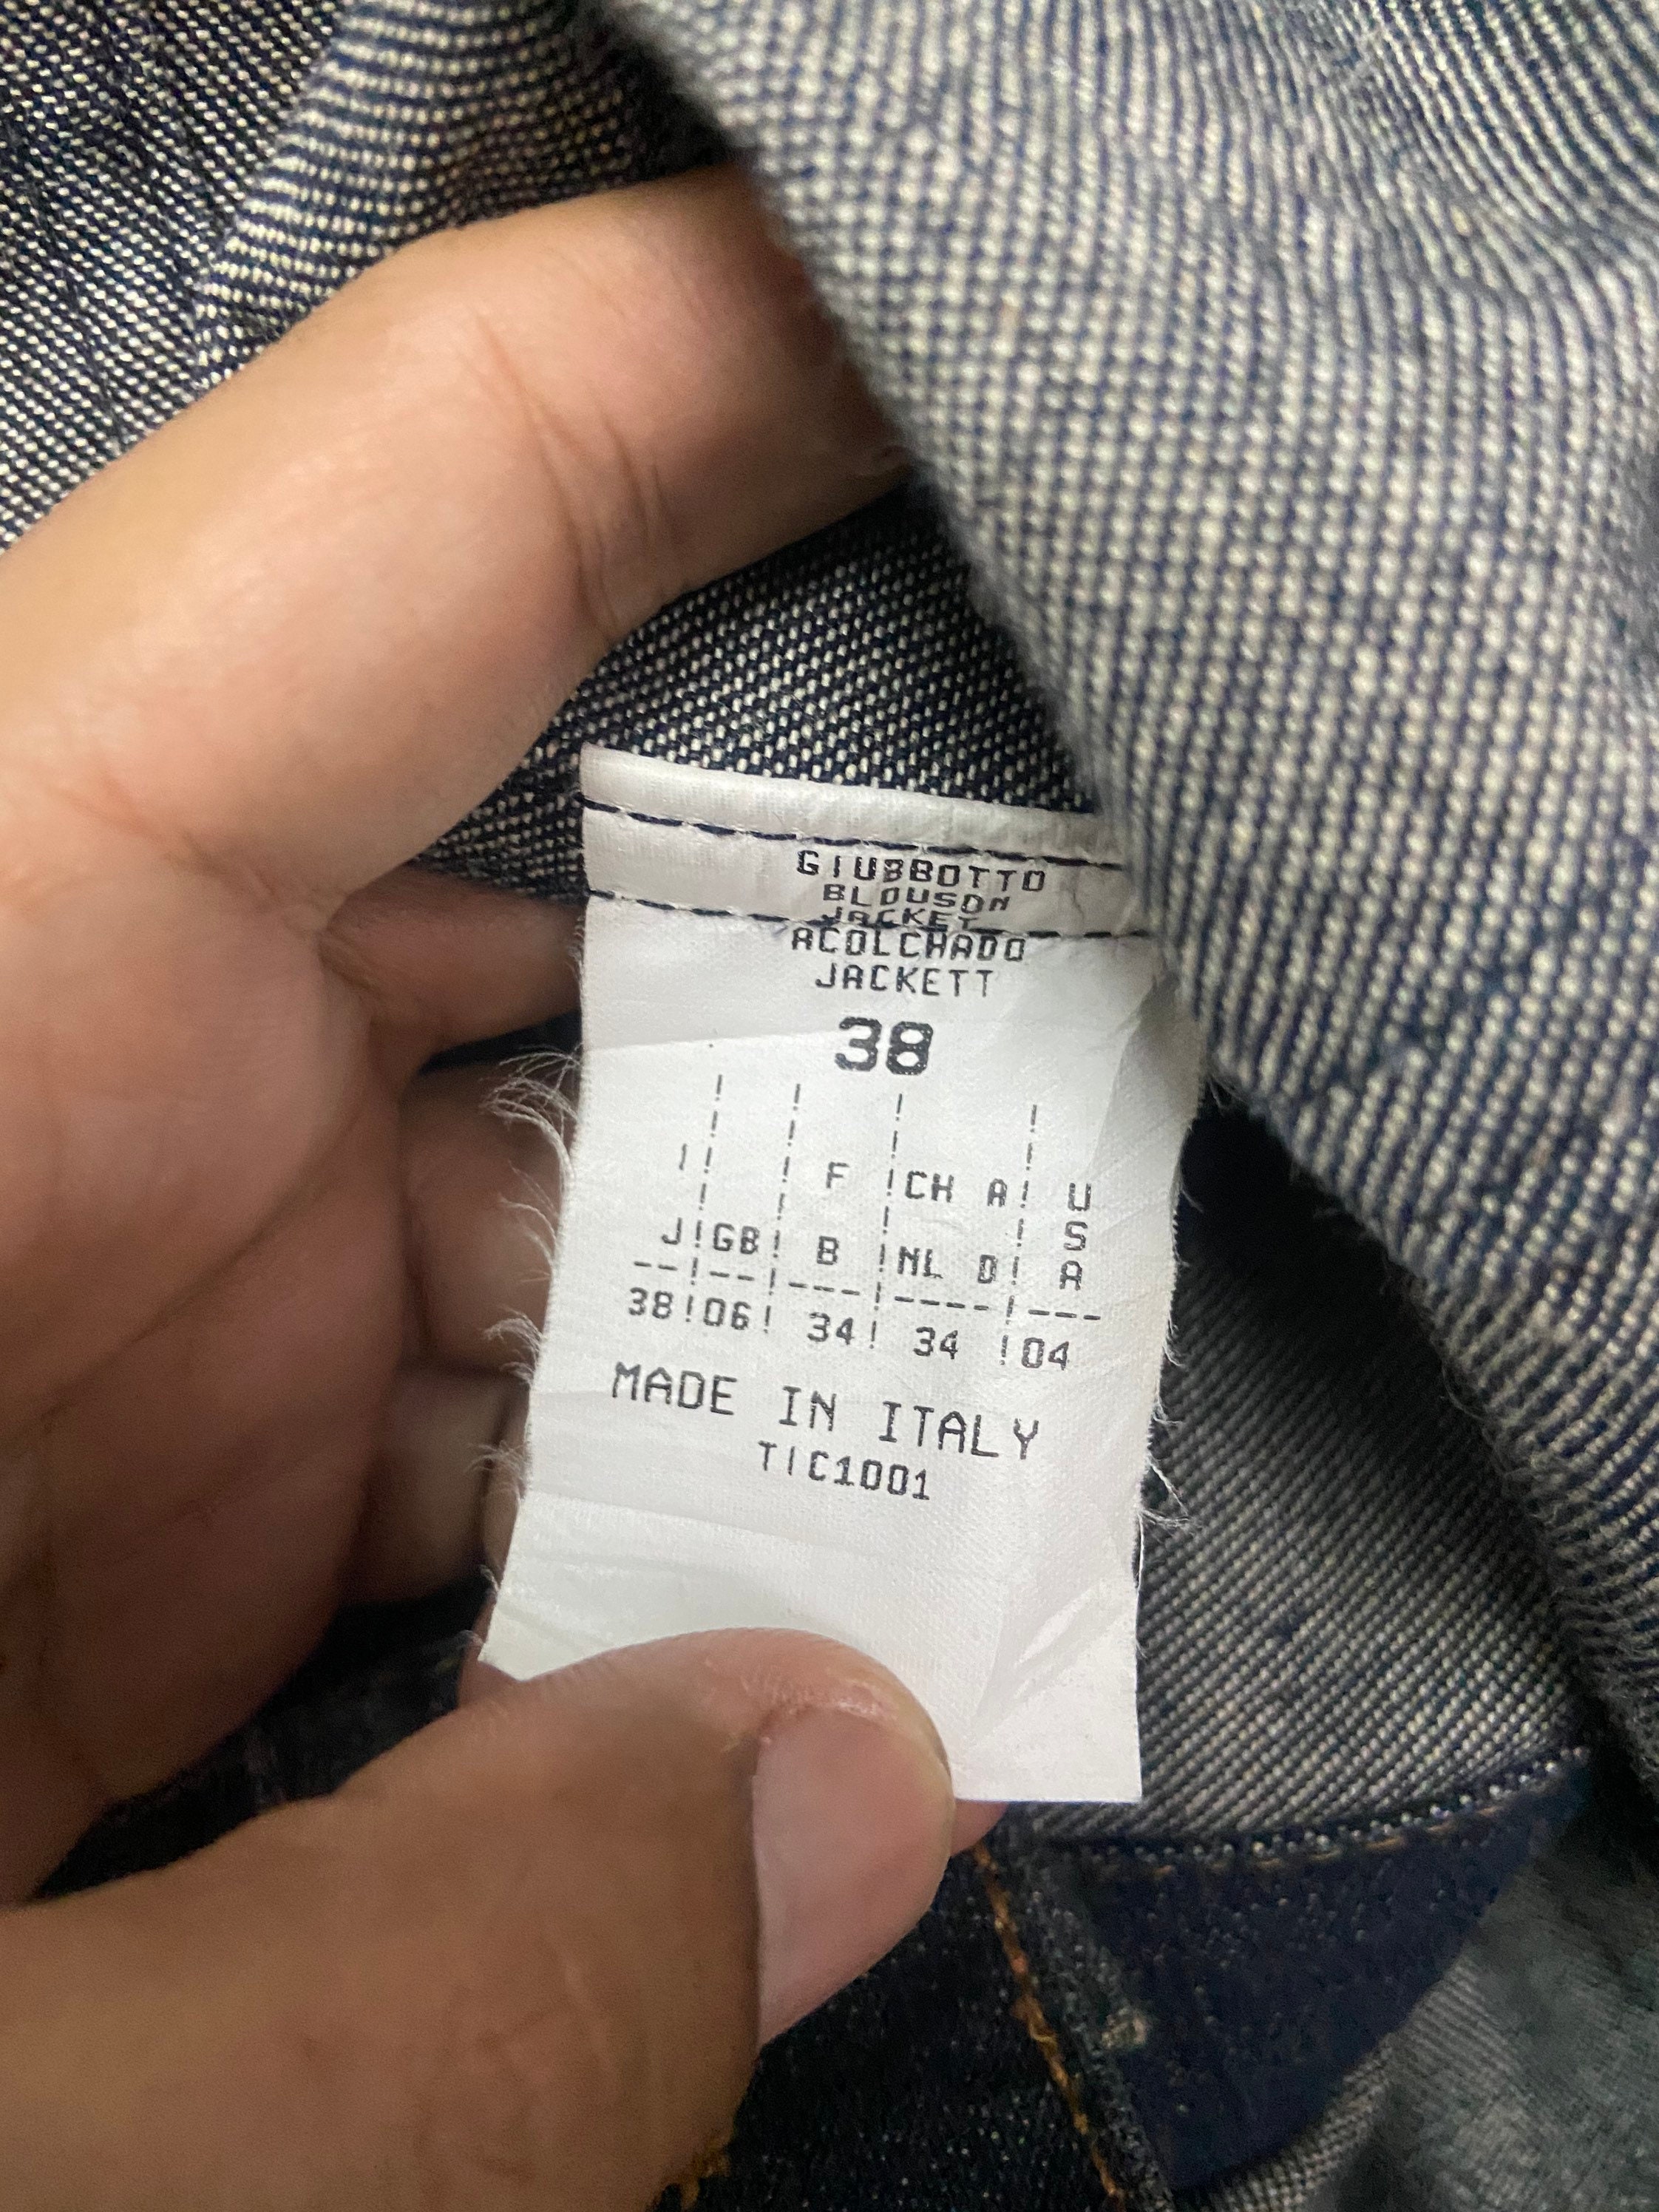 GIUBBOTTO
BLOUSON
JACKET
ACOLCHADO
JACKETT
38
I ! ! F ! CH A ! U
S
J ! GB ! B ! NL D ! A
--!--!---!----!---
38!06! 34! 34 !04
MADE IN ITALY
TIC1001